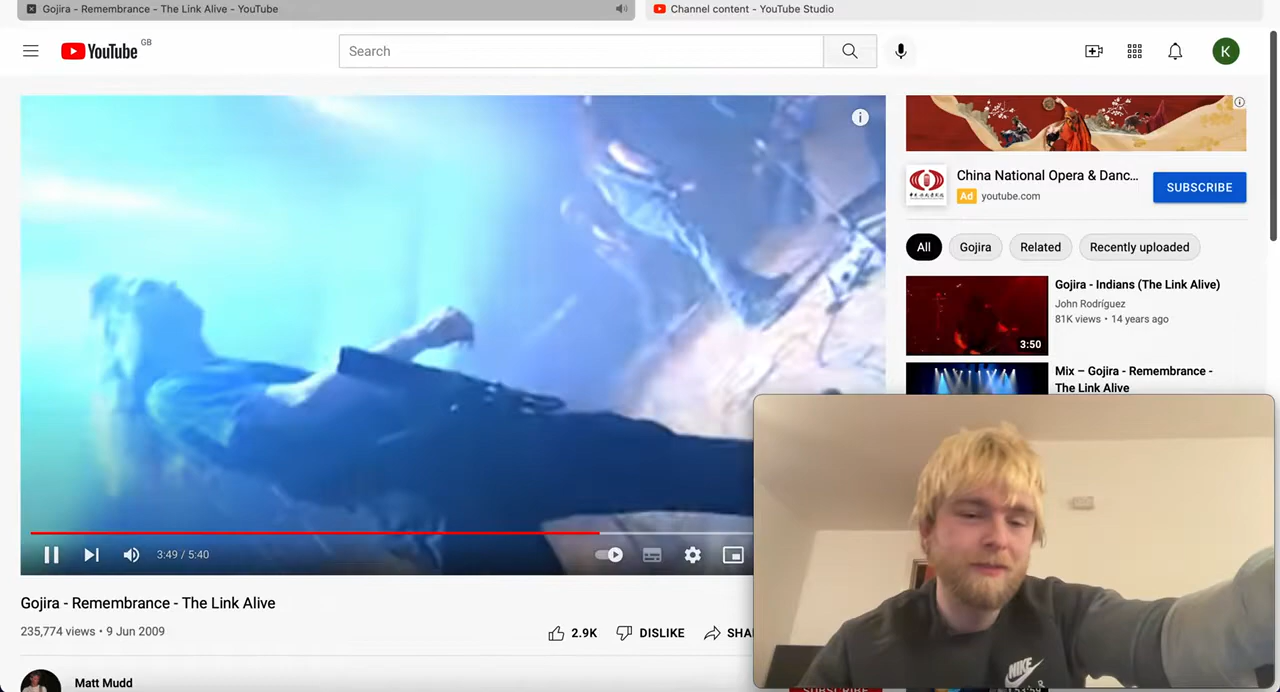 Gojira - Remembrance - The Link Alive - YouTube
Channel content - YouTube Studio
YouTube GB
Search
K
China National Opera & Danc...
Ad youtube.com
SUBSCRIBE
All Gojira Related Recently uploaded
Gojira - Indians (The Link Alive)
John Rodríguez
81K views • 14 years ago
3:50
Mix – Gojira - Remembrance -
The Link Alive
3:49 / 5:40
Gojira - Remembrance - The Link Alive
235,774 views • 9 Jun 2009
2.9K DISLIKE SHA
Matt Mudd
NIKE
SUBSCRIBE